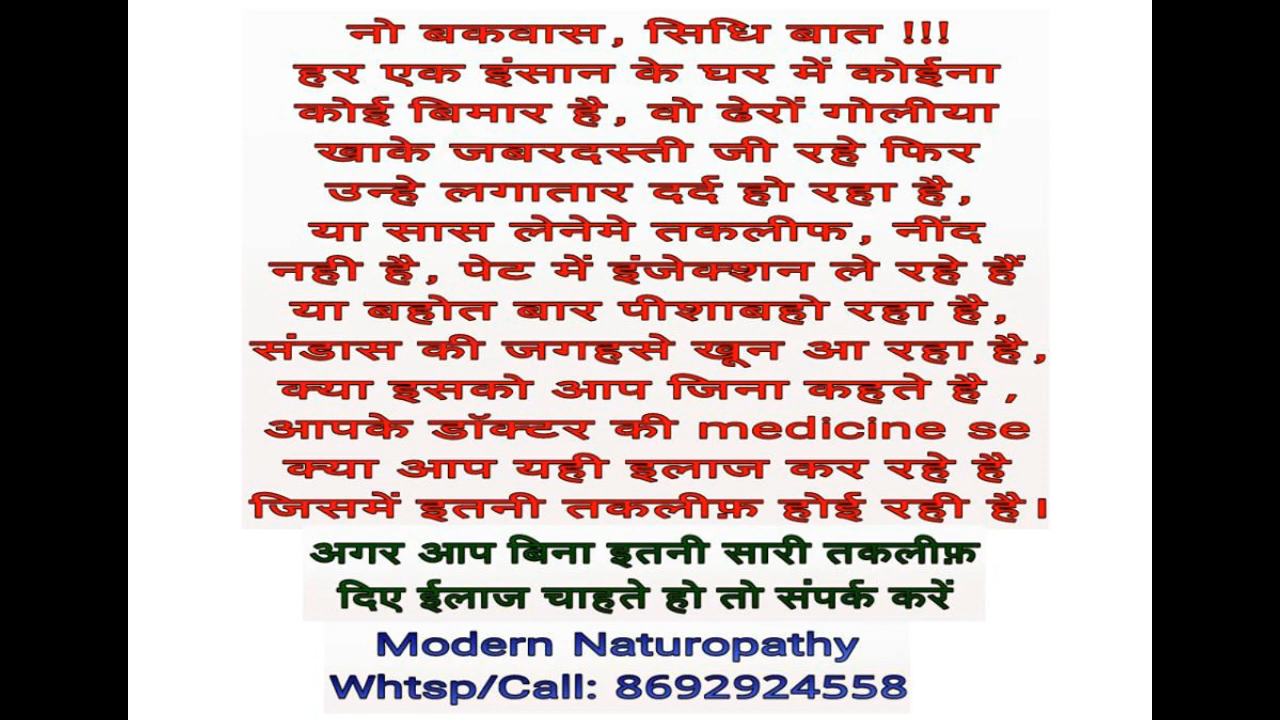 नो बकवास, सिधि बात !!!
हर एक इंसान के घर में कोईना
कोई बिमार है, वो ढेरों गोलीया
खाके जबरदस्ती जी रहे फिर
उन्हे लगातार दर्द हो रहा है,
या सास लेनेमे तकलीफ, नींद
नही है, पेट में इंजेक्शन ले रहे हैं
या बहोत बार पीशाबहो रहा है,
संडास की जगहसे खून आ रहा है,
क्या इसको आप जिना कहते है ,
आपके डॉक्टर की medicine se
क्या आप यही इलाज कर रहे है
जिसमें इतनी तकलीफ़ होई रही है।
अगर आप बिना इतनी सारी तकलीफ़
दिए ईलाज चाहते हो तो संपर्क करें
Modern Naturopathy
Whtsp/Call: 8692924558